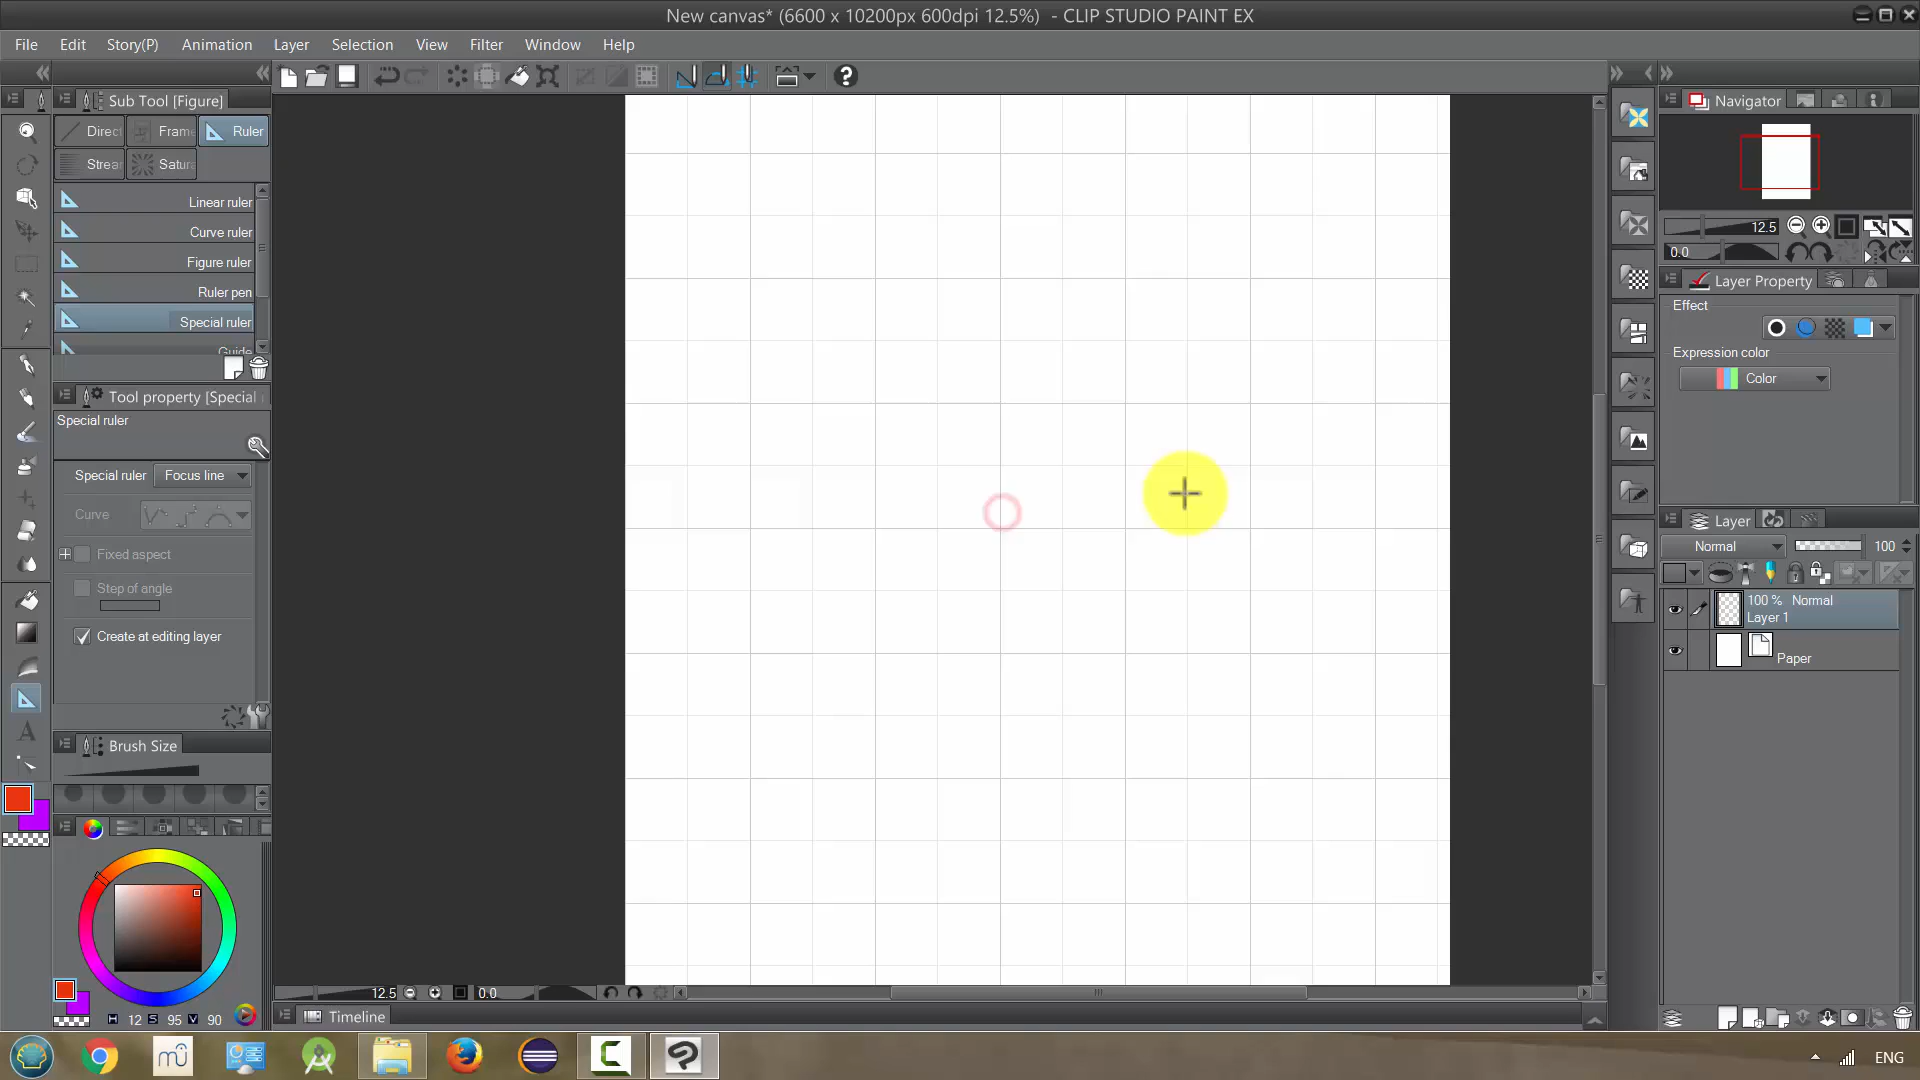 New canvas* (6600 x 10200px 600dpi 12.5%) - CLIP STUDIO PAINT EX
File Edit Story(P) Animation Layer Selection View Filter Window Help
Sub Tool [Figure]
Direc Frame Ruler
Strea Satura
Linear ruler
Curve ruler
Figure ruler
Ruler pen
Special ruler
Guide
Tool property [Special
Special ruler
Special ruler Focus line
Curve
Fixed aspect
Step of angle
Create at editing layer
Brush Size
H 12 S 95 V 90
12.5 0.0
Timeline
Navigator
12.5
0.0
Layer Property
Effect
Expression color
Color
Layer
Normal 100
100 % Normal
Layer 1
Paper
ENG